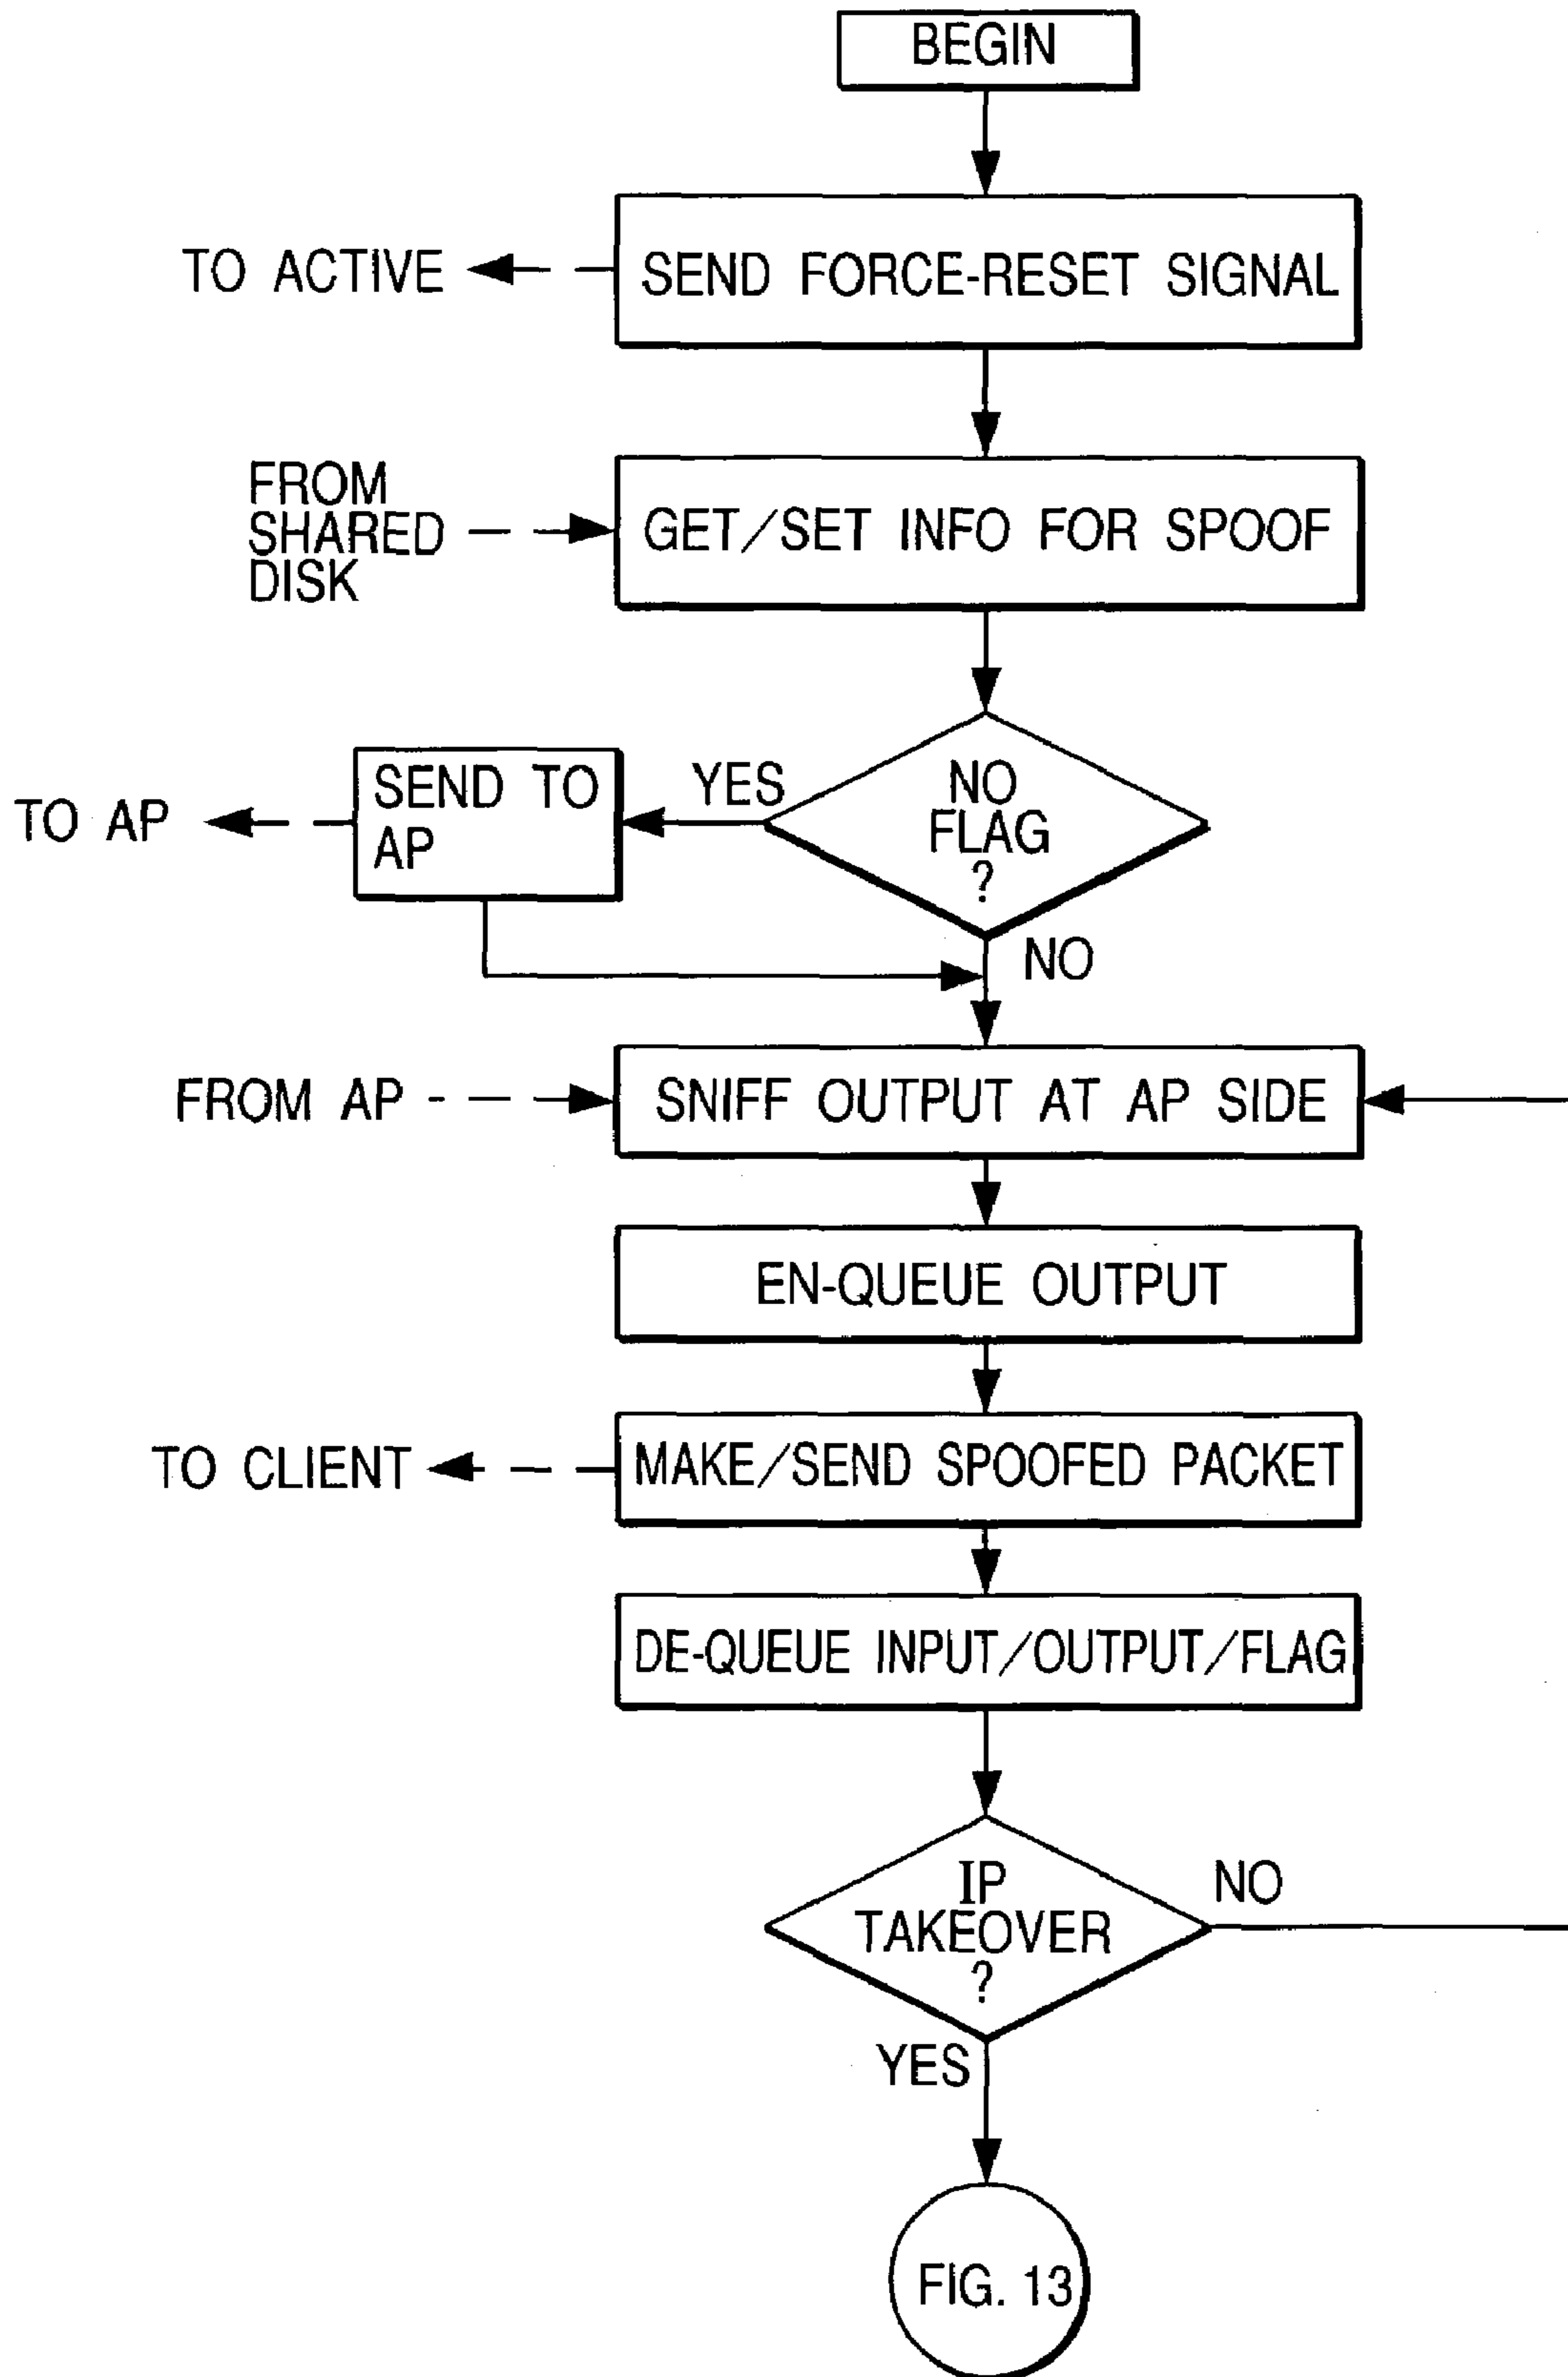 BEGIN
TO ACTIVE
SEND FORCE-RESET SIGNAL
FROM
SHARED
DISK
GET/SET INFO FOR SPOOF
SEND TO
AP
YES
NO
FLAG
?
TO AP
NO
FROM AP
SNIFF OUTPUT AT AP SIDE
EN-QUEUE OUTPUT
TO CLIENT
MAKE/SEND SPOOFED PACKET
DE-QUEUE INPUT/OUTPUT/FLAG
IP
TAKEOVER
?
NO
YES
FIG. 13